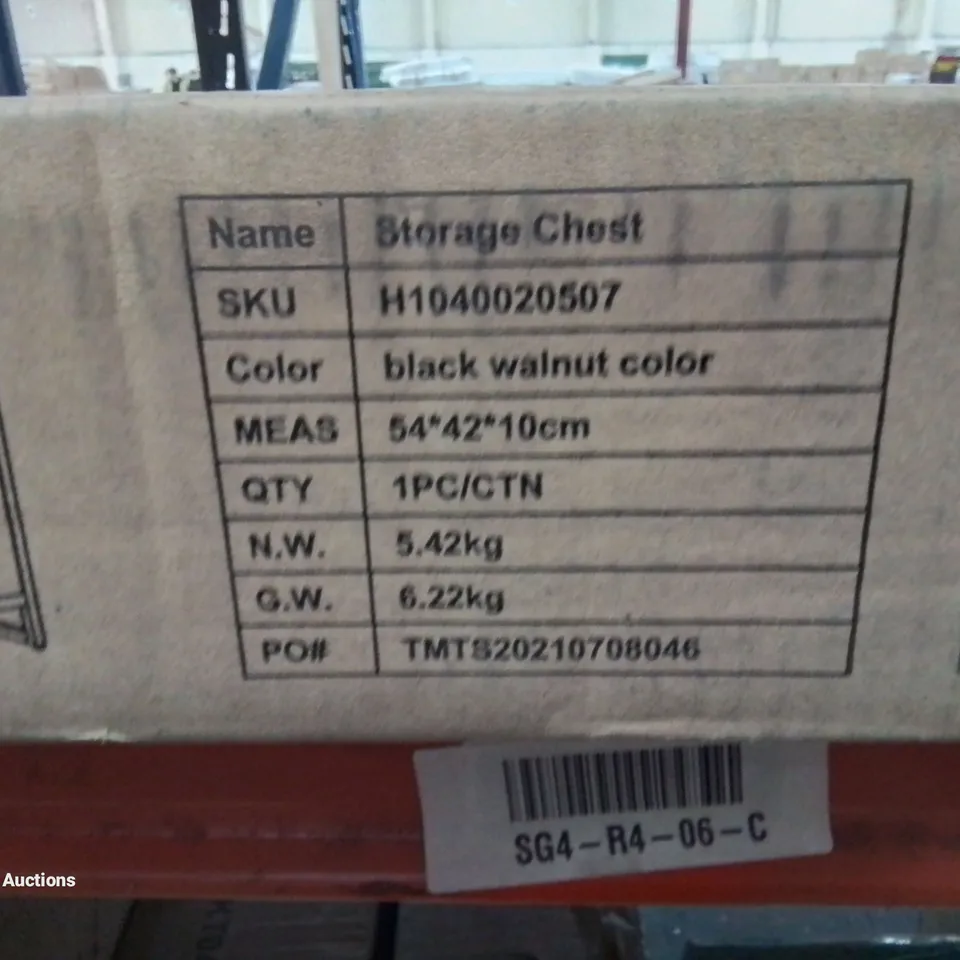 Name Storage Chest
SKU H1040020507
Color black walnut color
MEAS 54*42*10cm
QTY 1PC/CTN
N.W. 5.42kg
G.W. 6.22kg
PO# TMTS20210708046
SG4-R4-06-C
Auctions